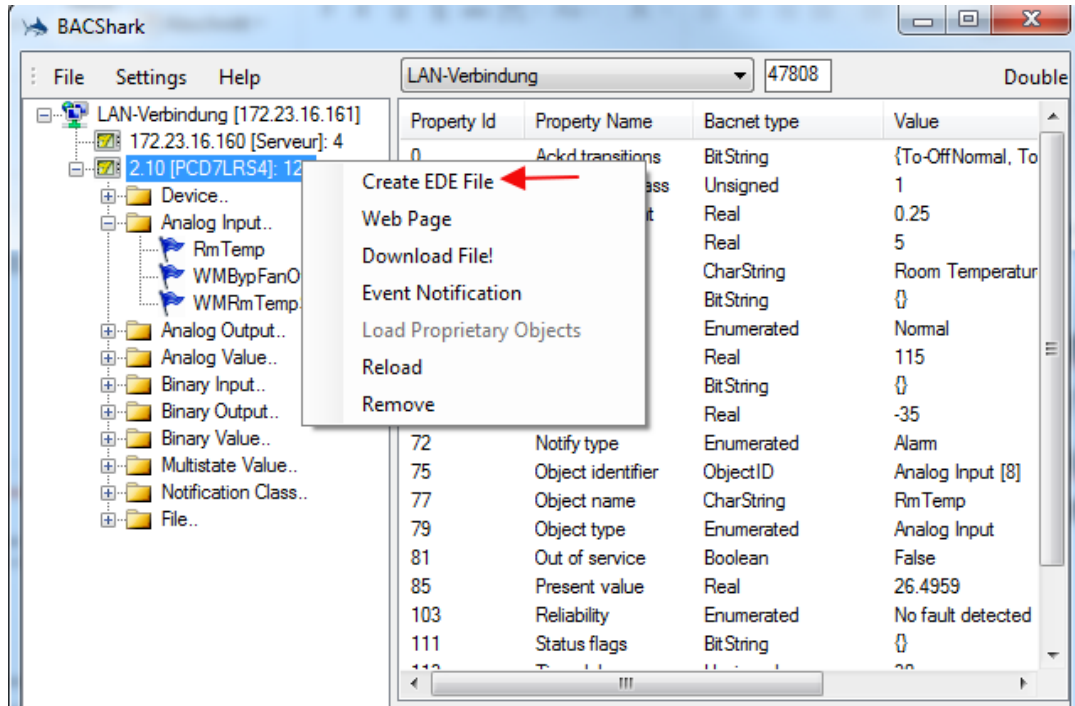 BACShark
File Settings Help
LAN-Verbindung 47808 Double
LAN-Verbindung [172.23.16.161]
172.23.16.160 [Serveur]: 4
2.10 [PCD7LRS4]: 12
Device..
Analog Input..
RmTemp
WMBypFanO
WMRmTemp
Analog Output..
Analog Value..
Binary Input..
Binary Output..
Binary Value..
Multistate Value..
Notification Class..
File..
Create EDE File
Web Page
Download File!
Event Notification
Load Proprietary Objects
Reload
Remove
Property Id Property Name Bacnet type Value
0 Ackd transitions BitString {To-OffNormal, To
ass Unsigned 1
t Real 0.25
Real 5
CharString Room Temperatur
BitString {}
Enumerated Normal
Real 115
BitString {}
Real -35
72 Notify type Enumerated Alarm
75 Object identifier ObjectID Analog Input [8]
77 Object name CharString RmTemp
79 Object type Enumerated Analog Input
81 Out of service Boolean False
85 Present value Real 26.4959
103 Reliability Enumerated No fault detected
111 Status flags BitString {}